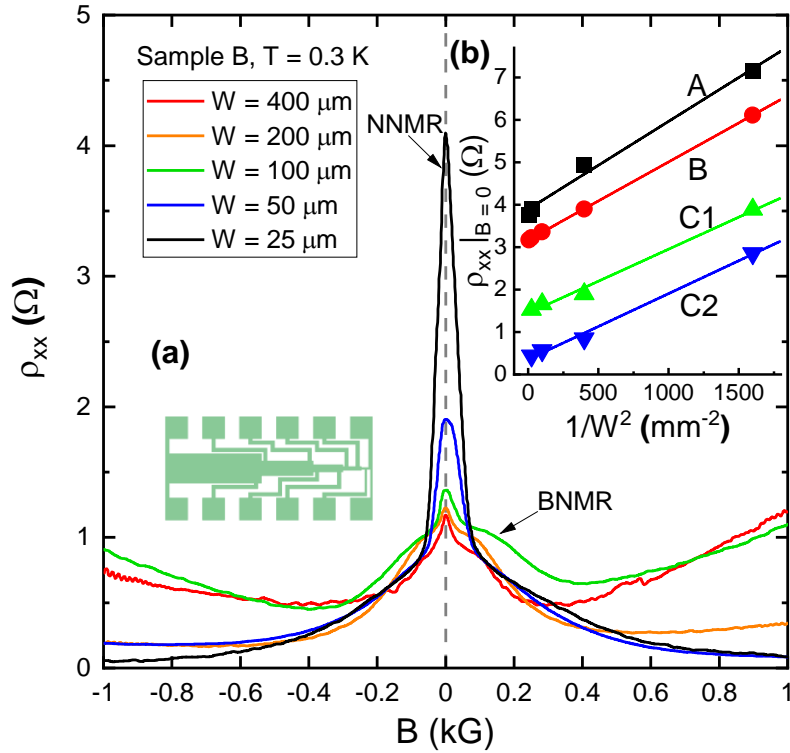 Sample B, T = 0.3 K
W = 400 μm
W = 200 μm
W = 100 μm
W = 50 μm
W = 25 μm
NNMR
BNMR
(a)
ρxx (Ω)
0
1
2
3
4
5
-1
-0.8
-0.6
-0.4
-0.2
0
0.2
0.4
0.6
0.8
1
B (kG)
(b)
A
B
C1
C2
ρxx|B = 0 (Ω)
0
1
2
3
4
5
6
7
0
500
1000
1500
1/W² (mm⁻²)